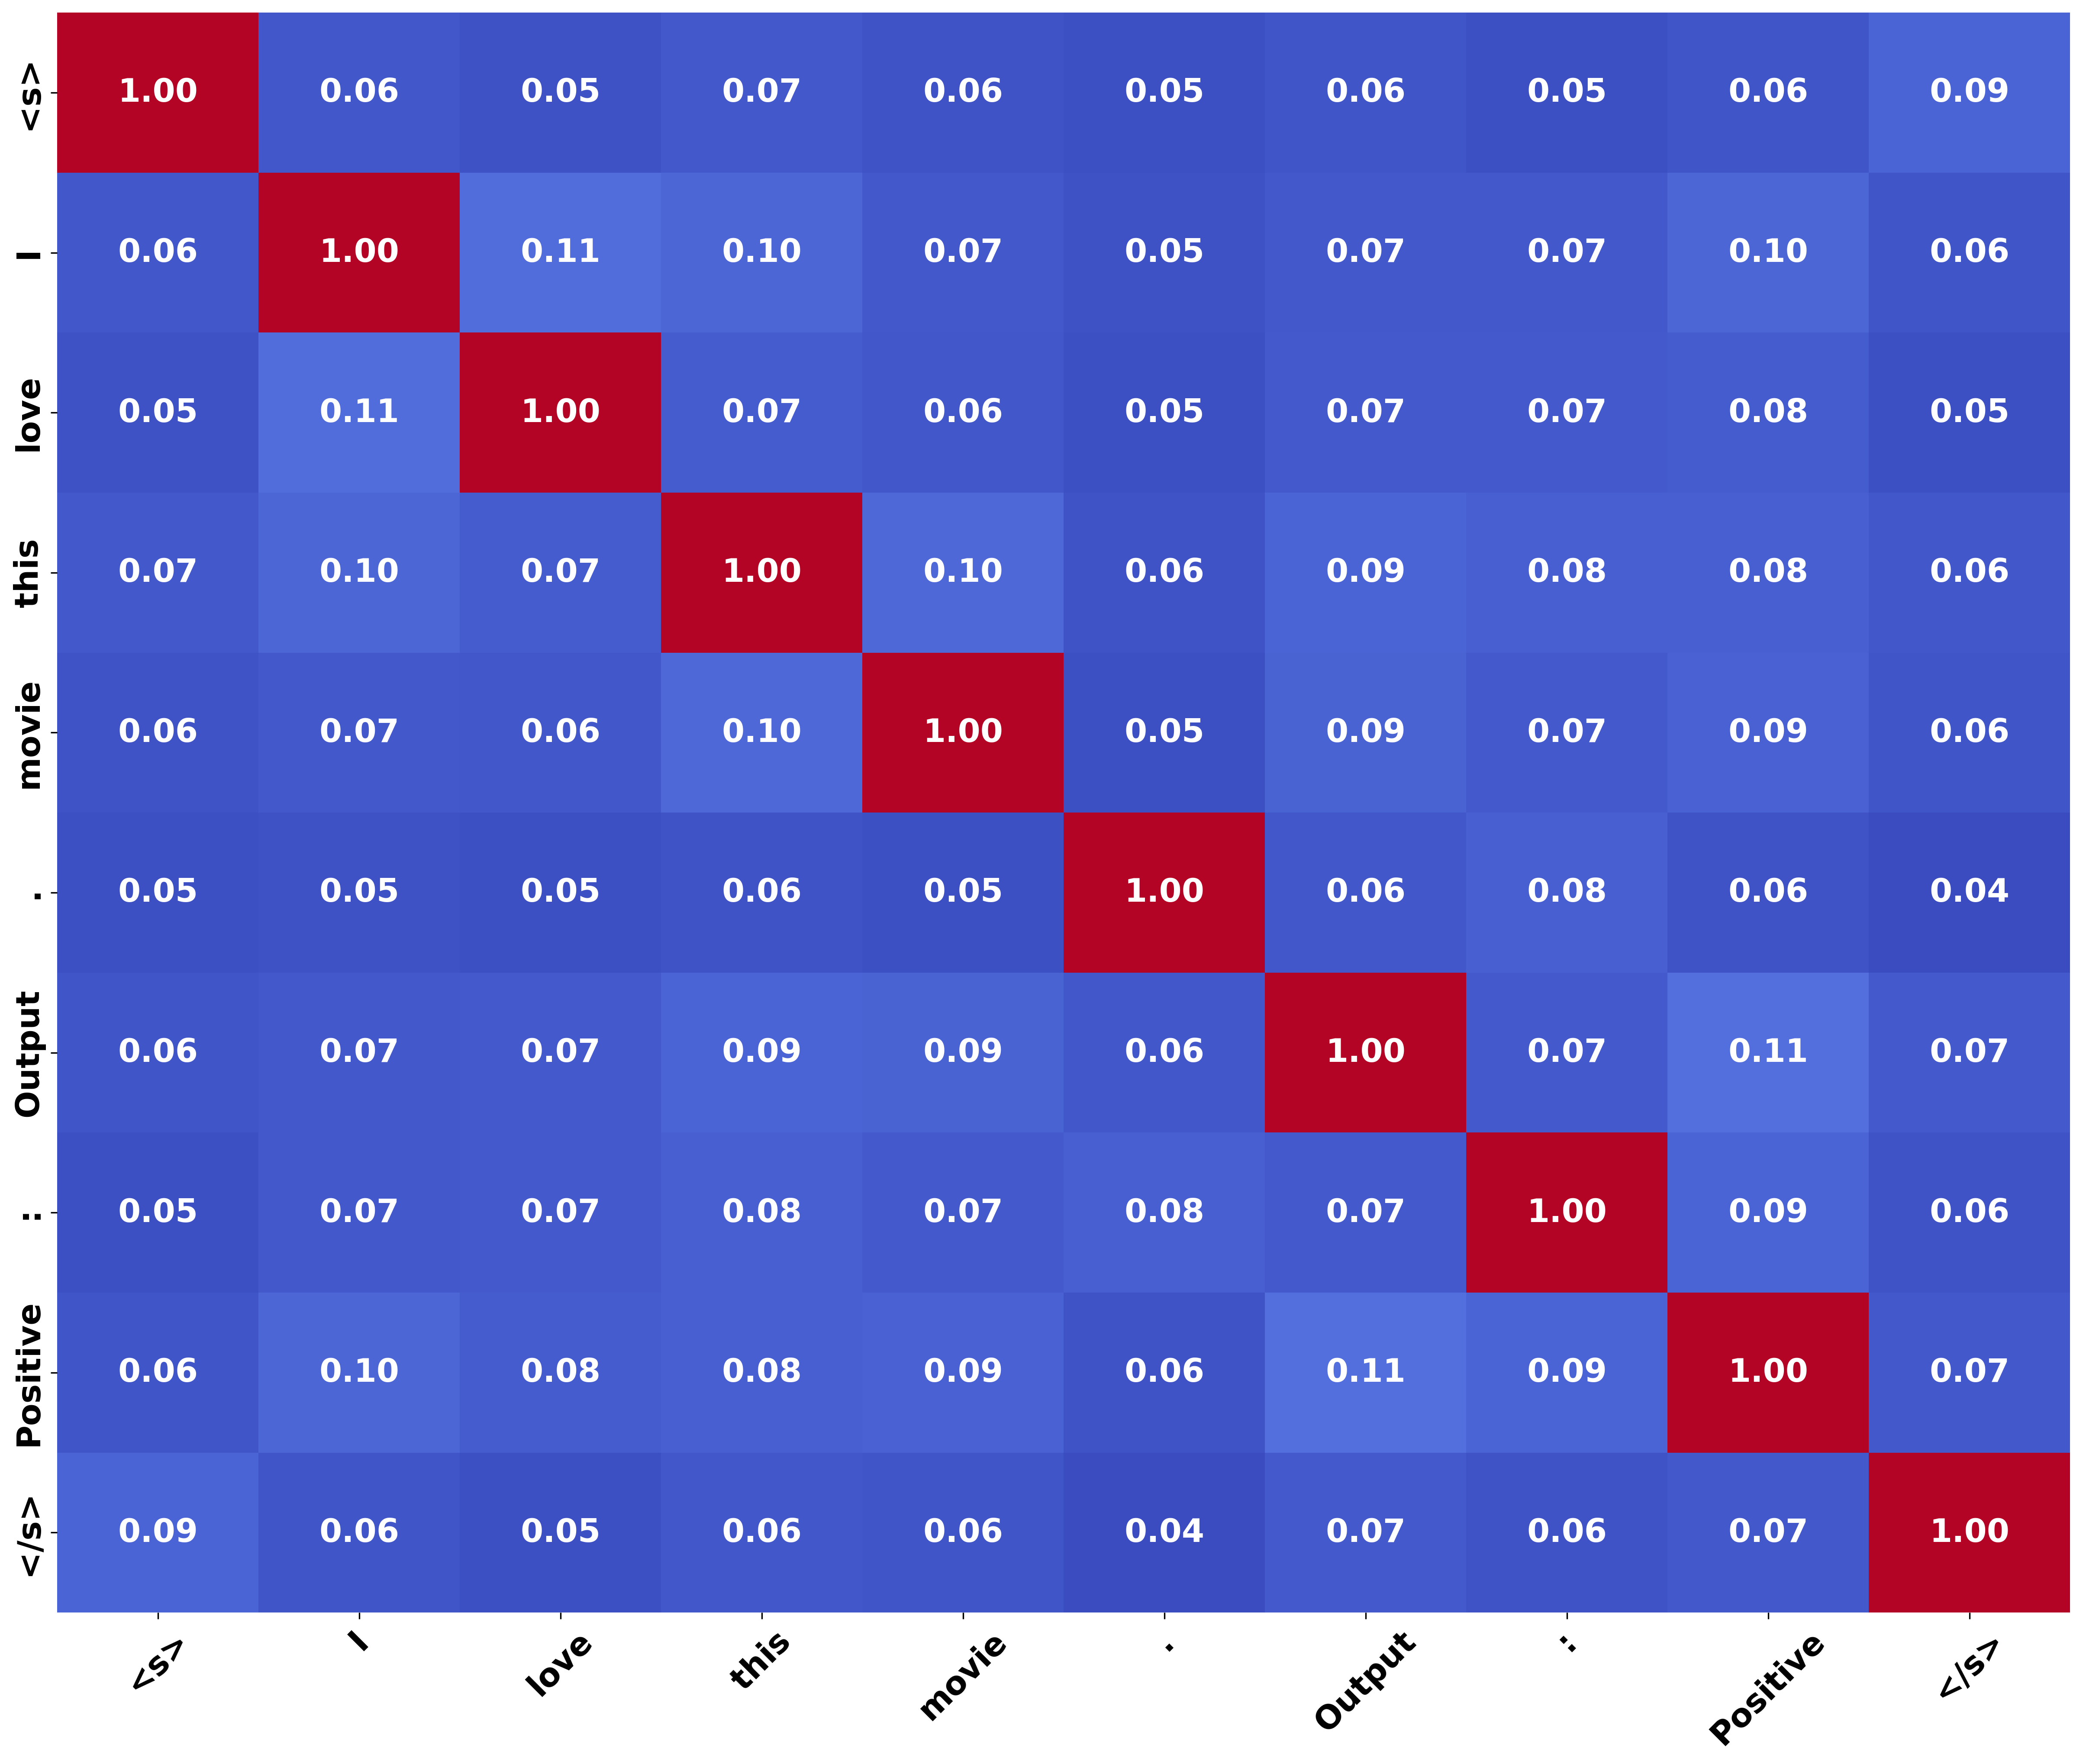 <s> 1.00 0.06 0.05 0.07 0.06 0.05 0.06 0.05 0.06 0.09
I 0.06 1.00 0.11 0.10 0.07 0.05 0.07 0.07 0.10 0.06
love 0.05 0.11 1.00 0.07 0.06 0.05 0.07 0.07 0.08 0.05
this 0.07 0.10 0.07 1.00 0.10 0.06 0.09 0.08 0.08 0.06
movie 0.06 0.07 0.06 0.10 1.00 0.05 0.09 0.07 0.09 0.06
. 0.05 0.05 0.05 0.06 0.05 1.00 0.06 0.08 0.06 0.04
Output 0.06 0.07 0.07 0.09 0.09 0.06 1.00 0.07 0.11 0.07
: 0.05 0.07 0.07 0.08 0.07 0.08 0.07 1.00 0.09 0.06
Positive 0.06 0.10 0.08 0.08 0.09 0.06 0.11 0.09 1.00 0.07
</s> 0.09 0.06 0.05 0.06 0.06 0.04 0.07 0.06 0.07 1.00
<s> I love this movie . Output : Positive </s>